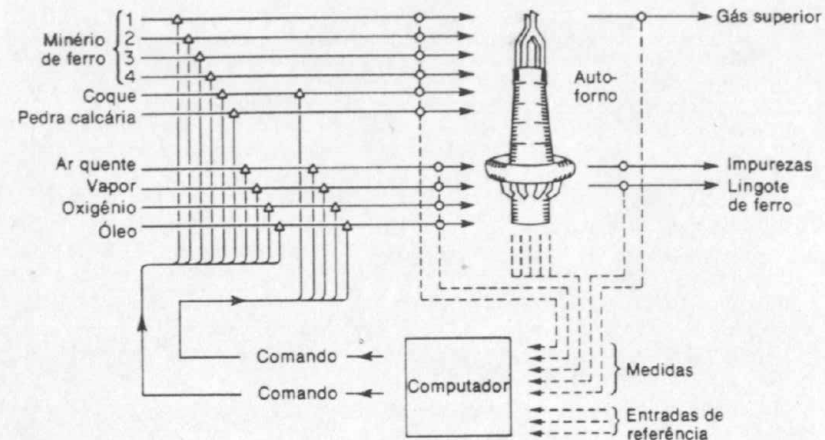 1
Gás superior
Minério de ferro
2
3
4
Auto-forno
Coque
Pedra calcária
Ar quente
Impurezas
Vapor
Lingote de ferro
Oxigênio
Óleo
Comando
Medidas
Computador
Comando
Entradas de referência